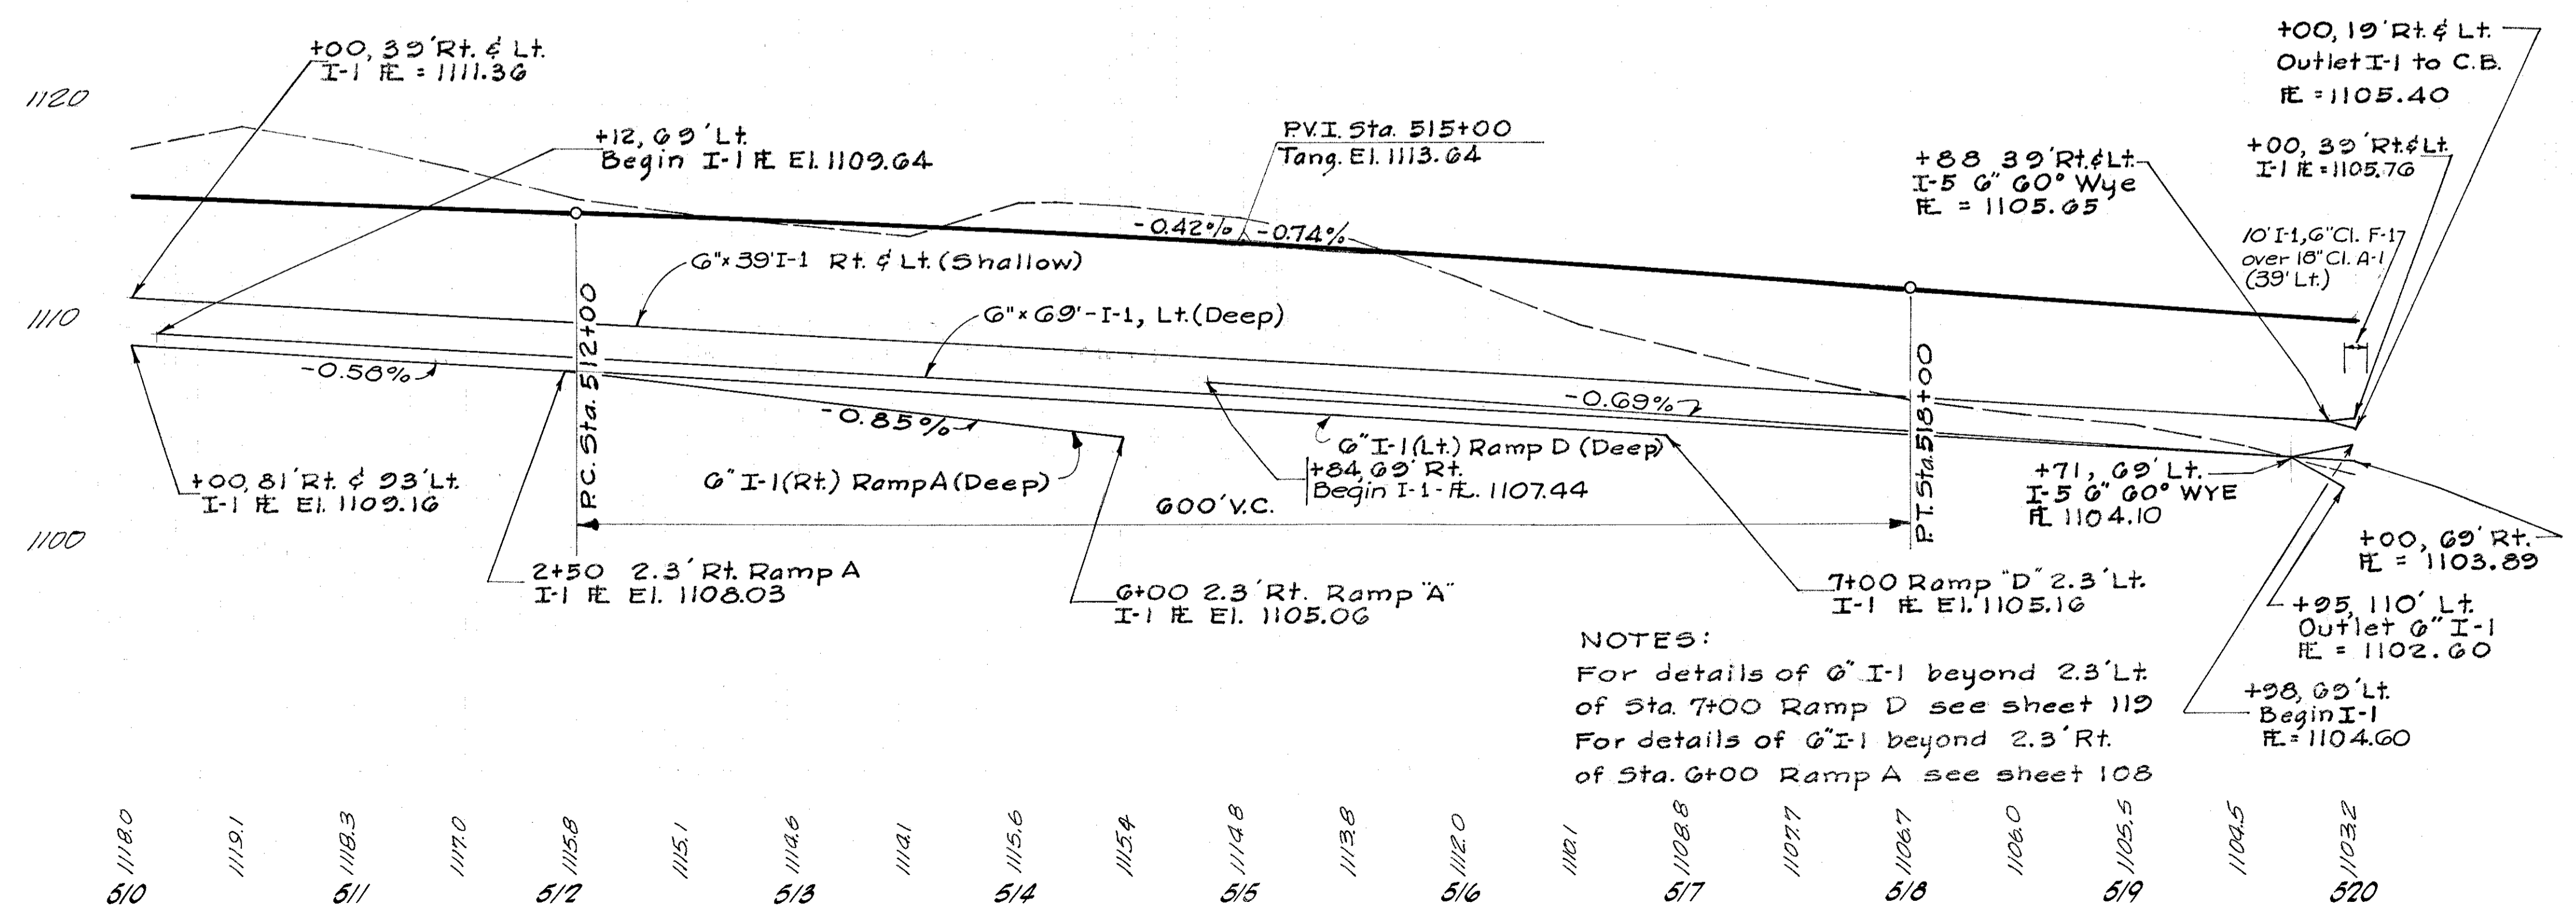 +00, 39' Rt. & Lt.
I-1 FL = 1111.36
1120
+12, 69' Lt.
Begin I-1 FL El. 1109.64
P.V.I. Sta. 515+00
Tang. El. 1113.64
+00, 19' Rt. & Lt.
Outlet I-1 to C.B.
FL = 1105.40
+88 39' Rt. & Lt.
I-5 6" 60° Wye
FL = 1105.65
+00, 39' Rt. & Lt.
I-1 FL = 1105.76
10' I-1, 6" Cl. F-1
over 18" Cl. A-1
(39' Lt.)
-0.42%
-0.74%
6" x 39' I-1 Rt. & Lt. (Shallow)
1110
6" x 69' - I-1, Lt. (Deep)
P.C. Sta. 512+00
P.T. Sta. 518+00
-0.58%
-0.85%
-0.69%
6" I-1 (Lt.) Ramp D (Deep)
+84, 69' Rt.
Begin I-1 - FL. 1107.44
6" I-1 (Rt.) Ramp A (Deep)
600' V.C.
+00, 81' Rt. & 93' Lt.
I-1 FL El. 1109.16
+71, 69' Lt.
I-5 6" 60° WYE
FL 1104.10
1100
+00, 69' Rt.
FL = 1103.89
2+50 2.3' Rt. Ramp A
I-1 FL El. 1108.03
6+00 2.3' Rt. Ramp "A"
I-1 FL El. 1105.06
7+00 Ramp "D" 2.3' Lt.
I-1 FL El. 1105.16
+95, 110' Lt.
Outlet 6" I-1
FL = 1102.60
+98, 69' Lt.
Begin I-1
FL = 1104.60
NOTES:
For details of 6" I-1 beyond 2.3' Lt.
of Sta. 7+00 Ramp D see sheet 119
For details of 6" I-1 beyond 2.3' Rt.
of Sta. 6+00 Ramp A see sheet 108
1118.0 1119.1 1118.3 1117.0 1115.8 1115.1 1114.6 1114.1 1115.6 1115.4 1114.8 1113.8 1112.0 1110.1 1108.8 1107.7 1106.7 1106.0 1105.5 1104.5 1103.2
510 511 512 513 514 515 516 517 518 519 520